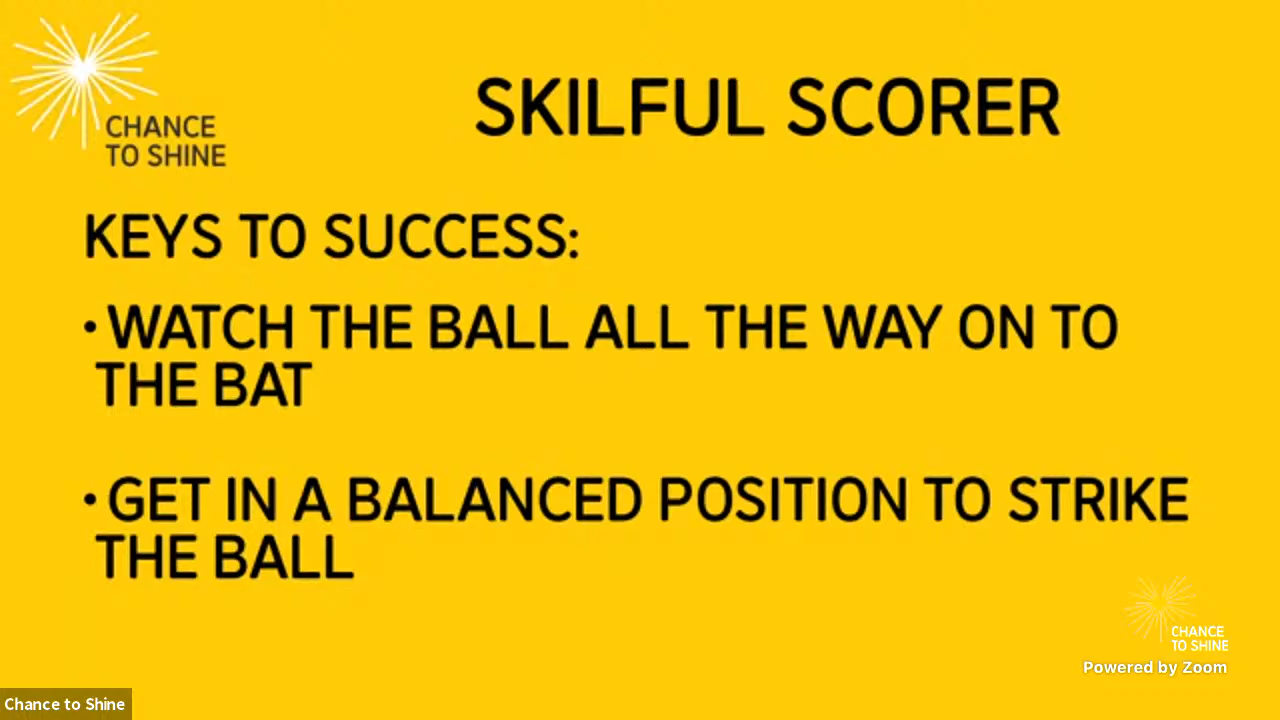 CHANCE
TO SHINE
SKILFUL SCORER
KEYS TO SUCCESS:
• WATCH THE BALL ALL THE WAY ON TO
THE BAT
• GET IN A BALANCED POSITION TO STRIKE
THE BALL
CHANCE
TO SHINE
Powered by Zoom
Chance to Shine